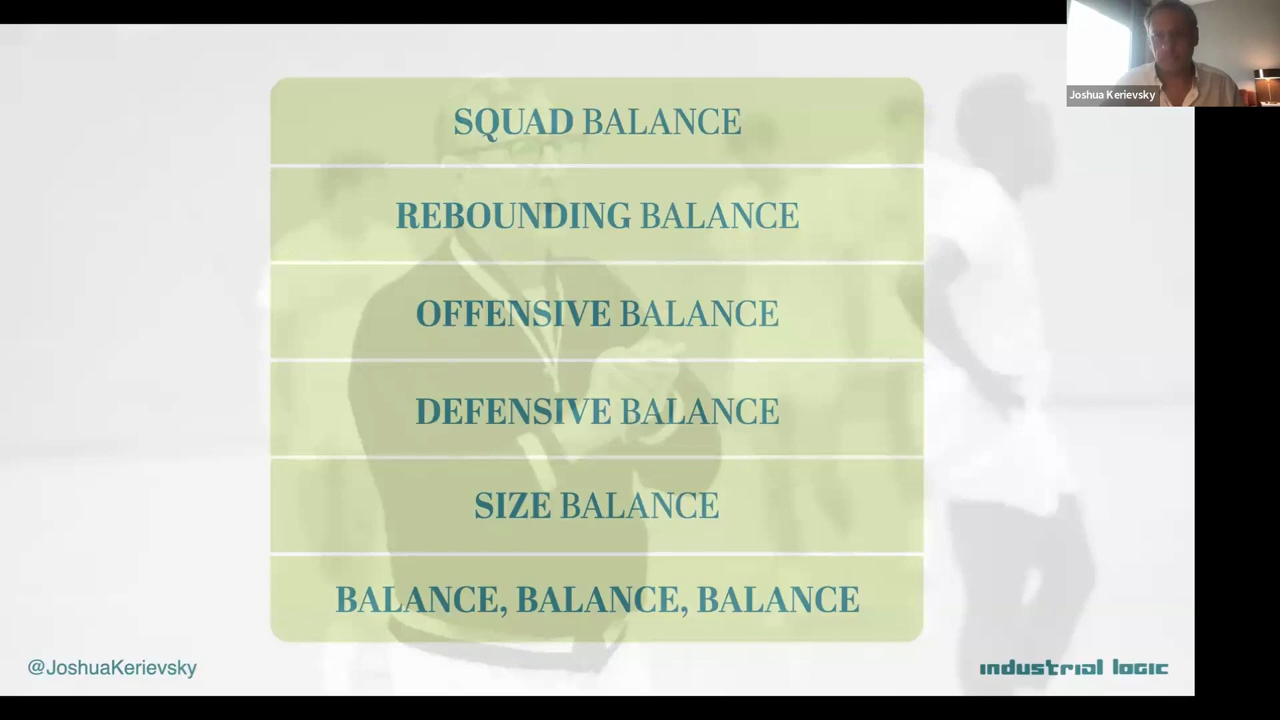 Joshua Kerievsky
SQUAD BALANCE
REBOUNDING BALANCE
OFFENSIVE BALANCE
DEFENSIVE BALANCE
SIZE BALANCE
BALANCE, BALANCE, BALANCE
@JoshuaKerievsky
industrial logic